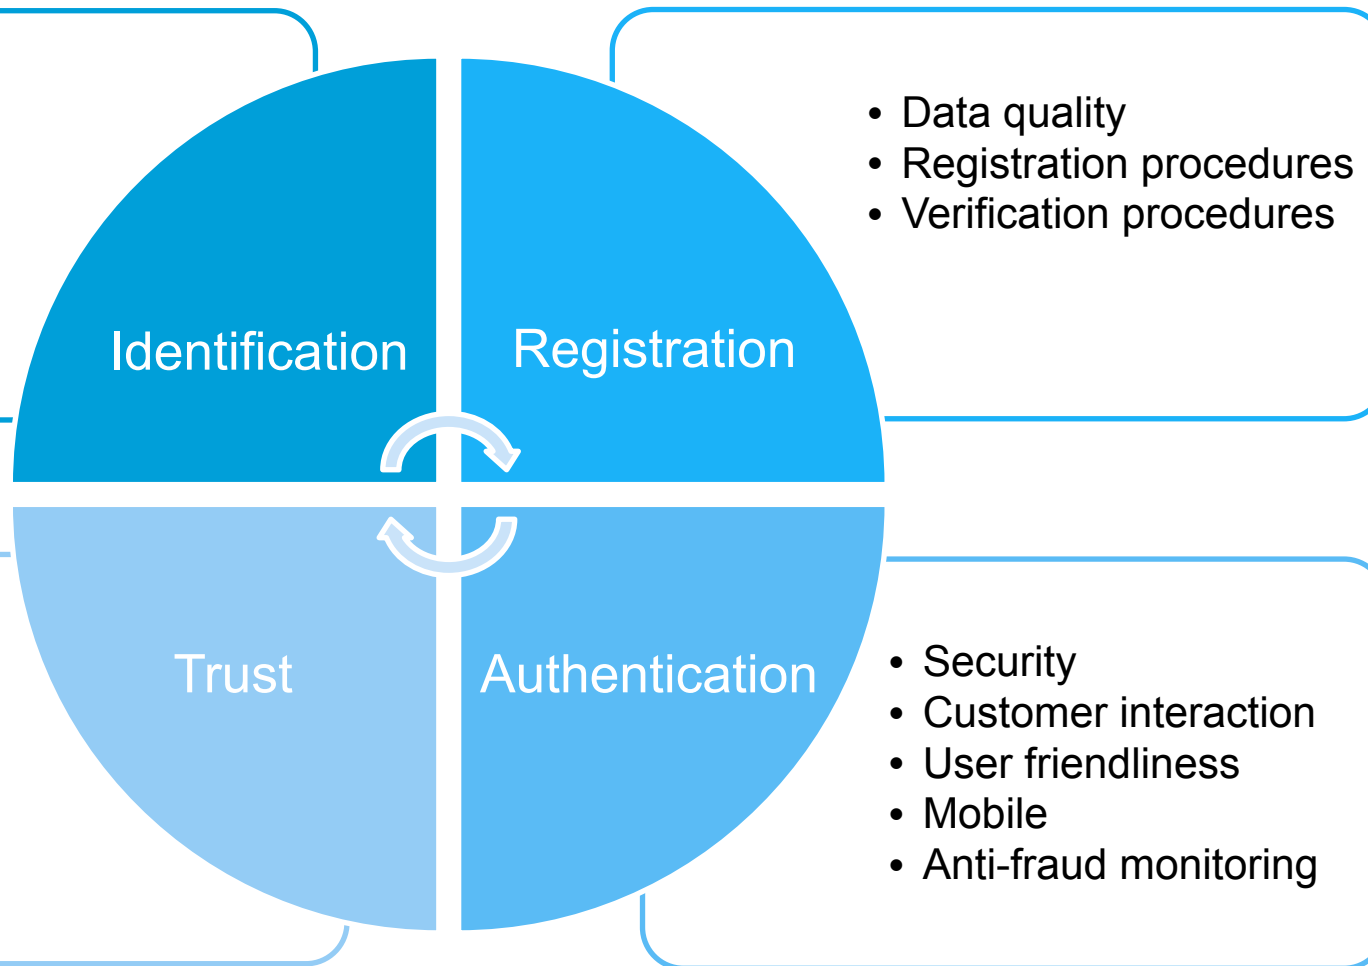 Identification
Registration
• Data quality
• Registration procedures
• Verification procedures
Trust
Authentication
• Security
• Customer interaction
• User friendliness
• Mobile
• Anti-fraud monitoring